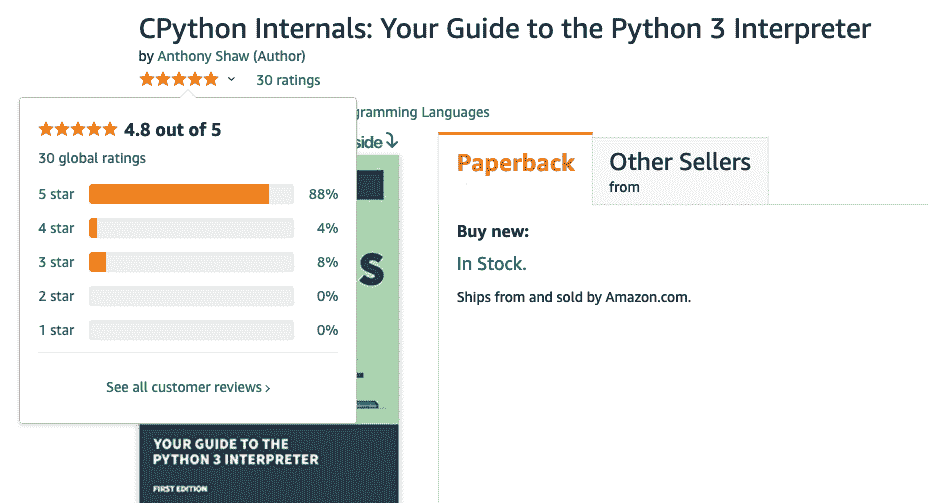 CPython Internals: Your Guide to the Python 3 Interpreter
by Anthony Shaw (Author)
30 ratings
gramming Languages
4.8 out of 5
30 global ratings
5 star 88%
4 star 4%
3 star 8%
2 star 0%
1 star 0%
See all customer reviews ›
side
S
YOUR GUIDE TO THE
PYTHON 3 INTERPRETER
FIRST EDITION
Paperback
Other Sellers
from
Buy new:
In Stock.
Ships from and sold by Amazon.com.